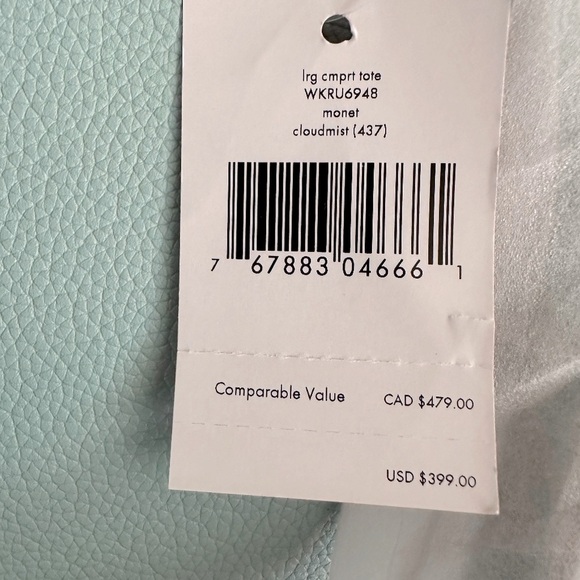 lrg cmprt tote
WKRU6948
monet
cloudmist (437)
7 67883 04666 1
Comparable Value CAD $479.00
USD $399.00